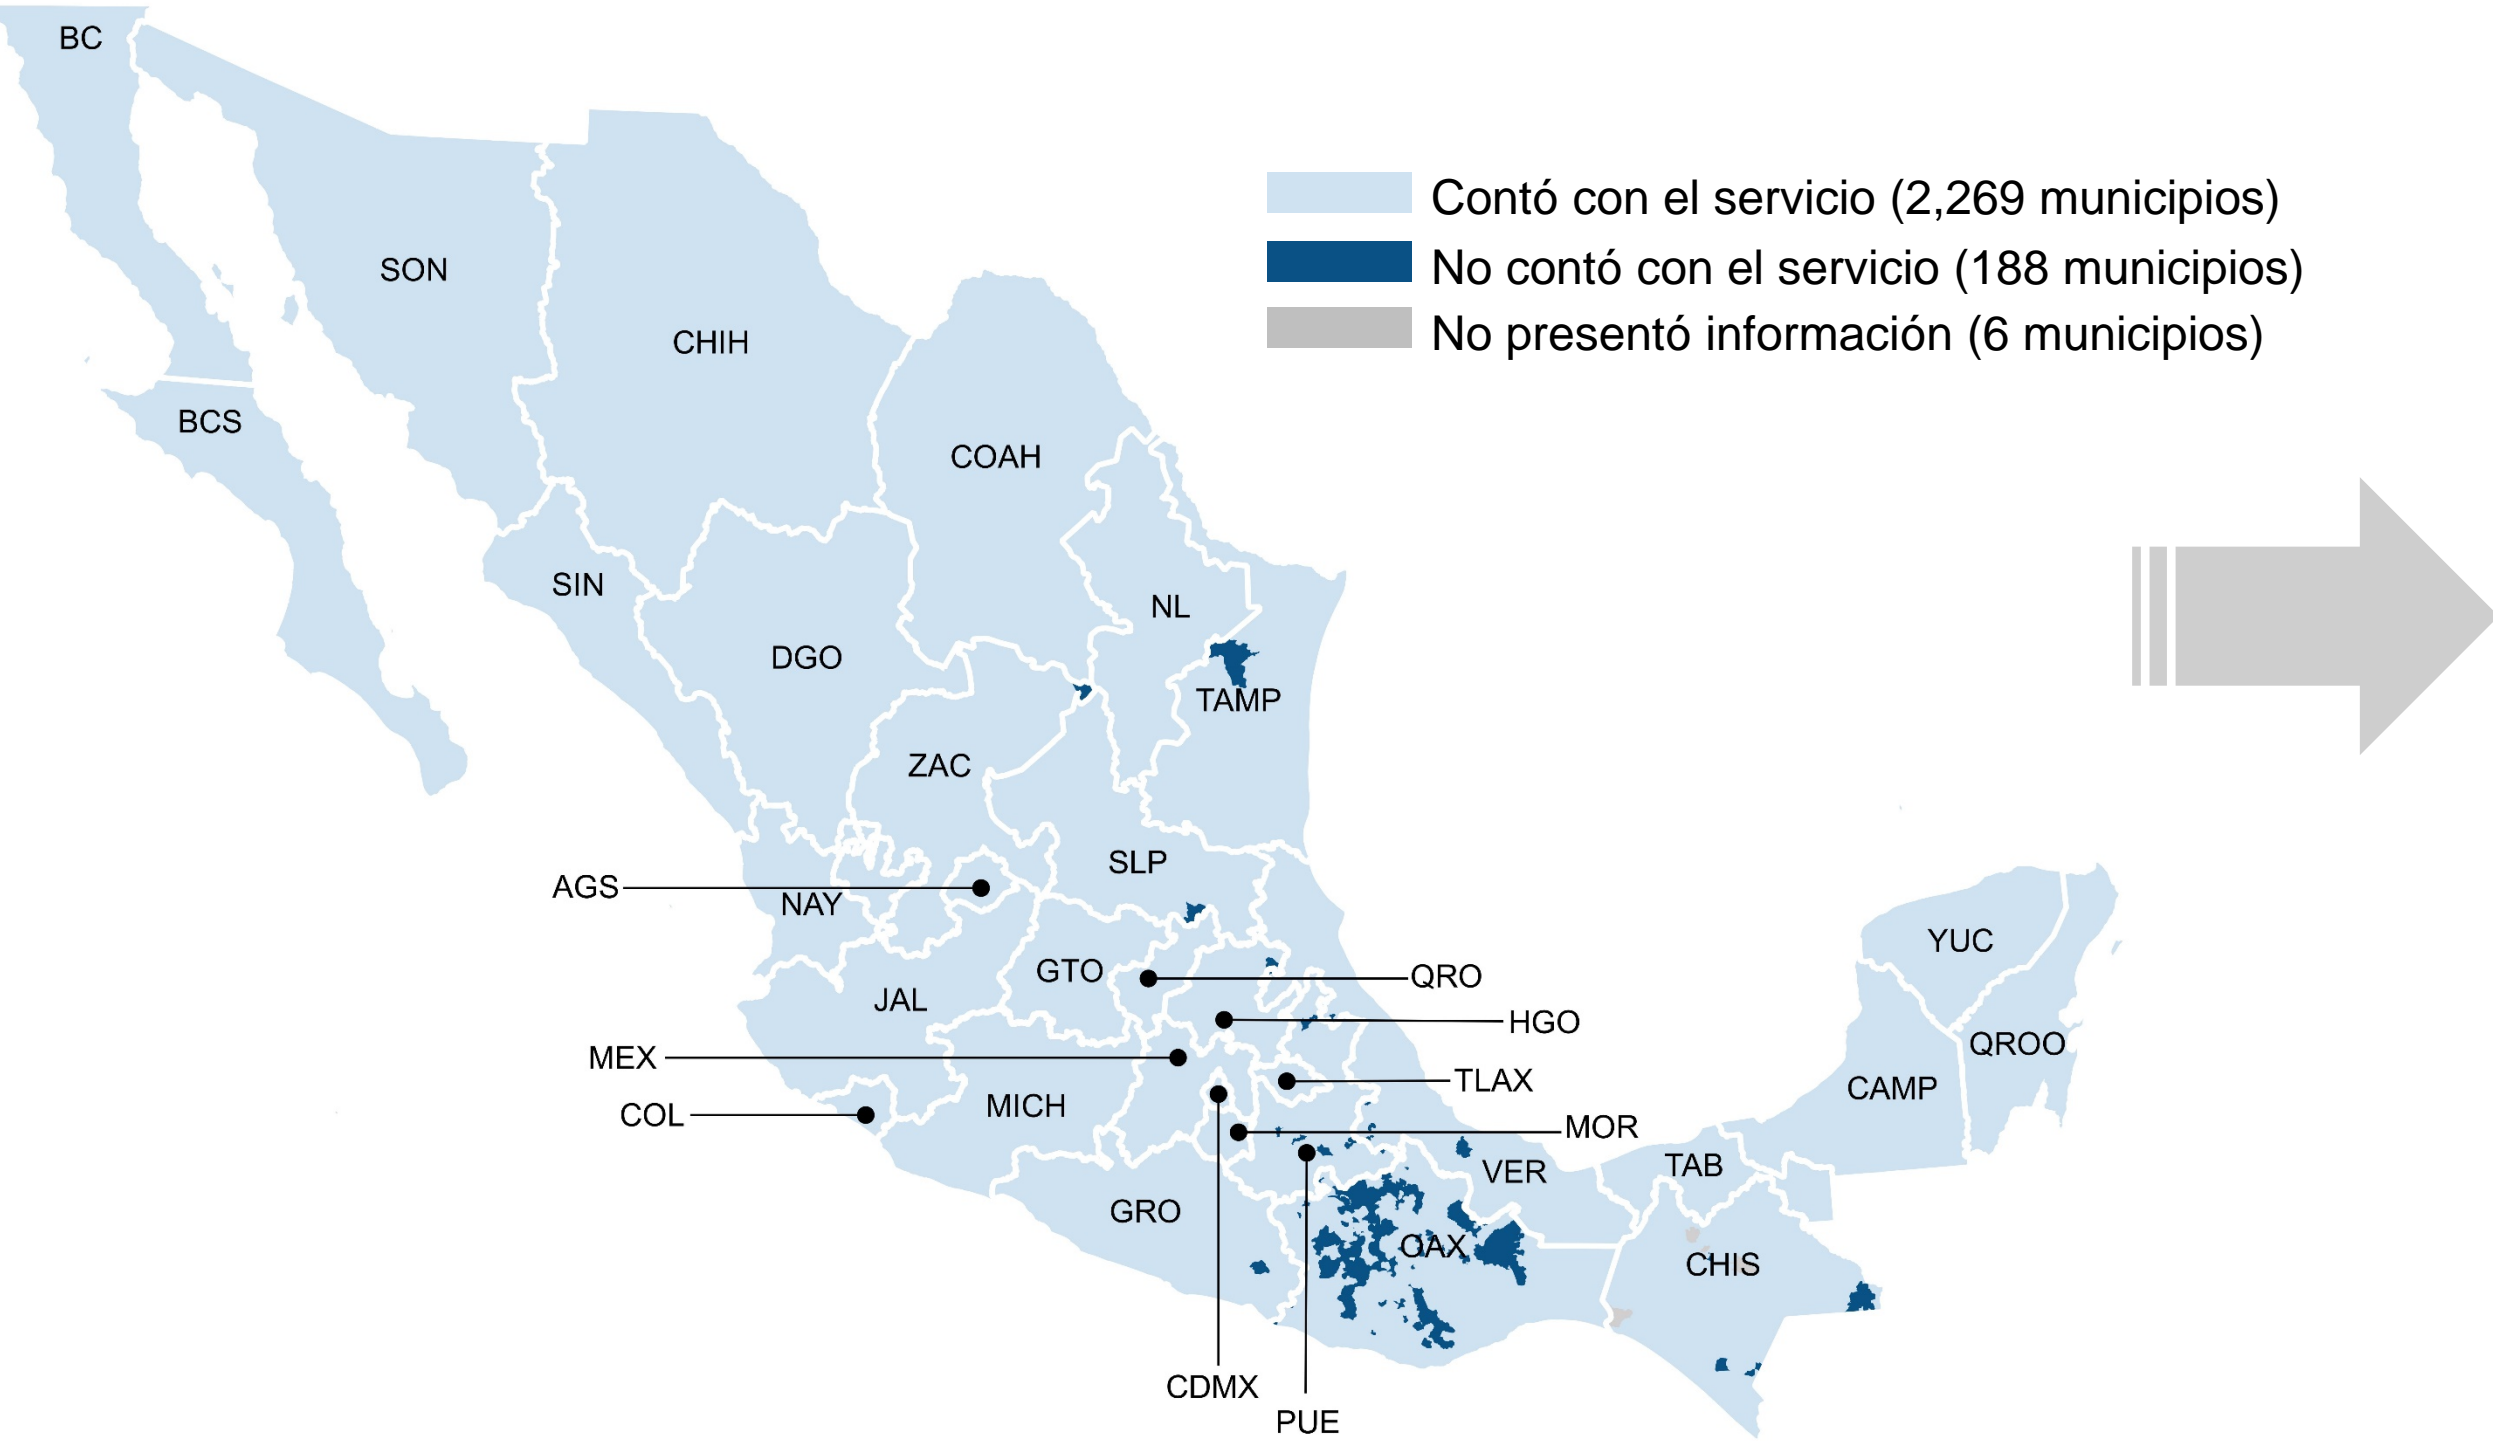 BC
Contó con el servicio (2,269 municipios)
No contó con el servicio (188 municipios)
No presentó información (6 municipios)
SON
CHIH
BCS
COAH
SIN
NL
DGO
TAMP
ZAC
SLP
AGS
NAY
YUC
GTO
QRO
JAL
HGO
QROO
MEX
TLAX
CAMP
MICH
COL
MOR
TAB
VER
GRO
OAX
CHIS
CDMX
PUE